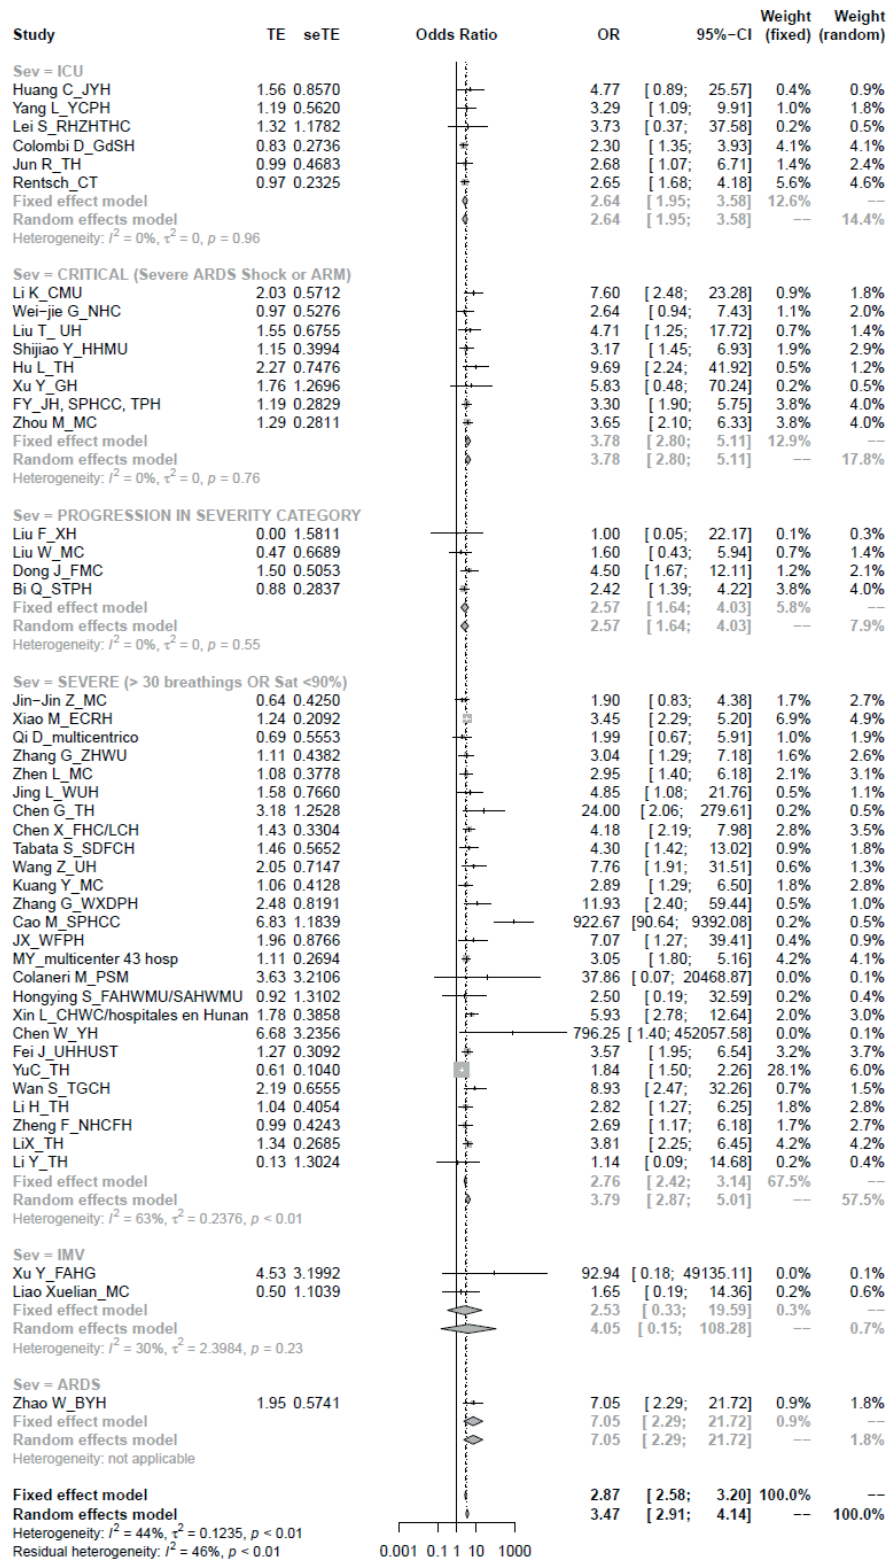 Weight Weight
Study TE seTE Odds Ratio OR 95%−CI (fixed) (random)
Sev = ICU
Huang C_JYH 1.56 0.8570 4.77 [ 0.89; 25.57] 0.4% 0.9%
Yang L_YCPH 1.19 0.5620 3.29 [ 1.09; 9.91] 1.0% 1.8%
Lei S_RHZHTHC 1.32 1.1782 3.73 [ 0.37; 37.58] 0.2% 0.5%
Colombi D_GdSH 0.83 0.2736 2.30 [ 1.35; 3.93] 4.1% 4.1%
Jun R_TH 0.99 0.4683 2.68 [ 1.07; 6.71] 1.4% 2.4%
Rentsch_CT 0.97 0.2325 2.65 [ 1.68; 4.18] 5.6% 4.6%
Fixed effect model 2.64 [ 1.95; 3.58] 12.6% −−
Random effects model 2.64 [ 1.95; 3.58] −− 14.4%
Heterogeneity: I² = 0%, τ² = 0, p = 0.96
Sev = CRITICAL (Severe ARDS Shock or ARM)
Li K_CMU 2.03 0.5712 7.60 [ 2.48; 23.28] 0.9% 1.8%
Wei−jie G_NHC 0.97 0.5276 2.64 [ 0.94; 7.43] 1.1% 2.0%
Liu T_ UH 1.55 0.6755 4.71 [ 1.25; 17.72] 0.7% 1.4%
Shijiao Y_HHMU 1.15 0.3994 3.17 [ 1.45; 6.93] 1.9% 2.9%
Hu L_TH 2.27 0.7476 9.69 [ 2.24; 41.92] 0.5% 1.2%
Xu Y_GH 1.76 1.2696 5.83 [ 0.48; 70.24] 0.2% 0.5%
FY_JH, SPHCC, TPH 1.19 0.2829 3.30 [ 1.90; 5.75] 3.8% 4.0%
Zhou M_MC 1.29 0.2811 3.65 [ 2.10; 6.33] 3.8% 4.0%
Fixed effect model 3.78 [ 2.80; 5.11] 12.9% −−
Random effects model 3.78 [ 2.80; 5.11] −− 17.8%
Heterogeneity: I² = 0%, τ² = 0, p = 0.76
Sev = PROGRESSION IN SEVERITY CATEGORY
Liu F_XH 0.00 1.5811 1.00 [ 0.05; 22.17] 0.1% 0.3%
Liu W_MC 0.47 0.6689 1.60 [ 0.43; 5.94] 0.7% 1.4%
Dong J_FMC 1.50 0.5053 4.50 [ 1.67; 12.11] 1.2% 2.1%
Bi Q_STPH 0.88 0.2837 2.42 [ 1.39; 4.22] 3.8% 4.0%
Fixed effect model 2.57 [ 1.64; 4.03] 5.8% −−
Random effects model 2.57 [ 1.64; 4.03] −− 7.9%
Heterogeneity: I² = 0%, τ² = 0, p = 0.55
Sev = SEVERE (> 30 breathings OR Sat <90%)
Jin−Jin Z_MC 0.64 0.4250 1.90 [ 0.83; 4.38] 1.7% 2.7%
Xiao M_ECRH 1.24 0.2092 3.45 [ 2.29; 5.20] 6.9% 4.9%
Qi D_multicentrico 0.69 0.5553 1.99 [ 0.67; 5.91] 1.0% 1.9%
Zhang G_ZHWU 1.11 0.4382 3.04 [ 1.29; 7.18] 1.6% 2.6%
Zhen L_MC 1.08 0.3778 2.95 [ 1.40; 6.18] 2.1% 3.1%
Jing L_WUH 1.58 0.7660 4.85 [ 1.08; 21.76] 0.5% 1.1%
Chen G_TH 3.18 1.2528 24.00 [ 2.06; 279.61] 0.2% 0.5%
Chen X_FHC/LCH 1.43 0.3304 4.18 [ 2.19; 7.98] 2.8% 3.5%
Tabata S_SDFCH 1.46 0.5652 4.30 [ 1.42; 13.02] 0.9% 1.8%
Wang Z_UH 2.05 0.7147 7.76 [ 1.91; 31.51] 0.6% 1.3%
Kuang Y_MC 1.06 0.4128 2.89 [ 1.29; 6.50] 1.8% 2.8%
Zhang G_WXDPH 2.48 0.8191 11.93 [ 2.40; 59.44] 0.5% 1.0%
Cao M_SPHCC 6.83 1.1839 922.67 [90.64; 9392.08] 0.2% 0.5%
JX_WFPH 1.96 0.8766 7.07 [ 1.27; 39.41] 0.4% 0.9%
MY_multicenter 43 hosp 1.11 0.2694 3.05 [ 1.80; 5.16] 4.2% 4.1%
Colaneri M_PSM 3.63 3.2106 37.86 [ 0.07; 20468.87] 0.0% 0.1%
Hongying S_FAHWMU/SAHWMU 0.92 1.3102 2.50 [ 0.19; 32.59] 0.2% 0.4%
Xin L_CHWC/hospitales en Hunan 1.78 0.3858 5.93 [ 2.78; 12.64] 2.0% 3.0%
Chen W_YH 6.68 3.2356 796.25 [ 1.40; 452057.58] 0.0% 0.1%
Fei J_UHHUST 1.27 0.3092 3.57 [ 1.95; 6.54] 3.2% 3.7%
YuC_TH 0.61 0.1040 1.84 [ 1.50; 2.26] 28.1% 6.0%
Wan S_TGCH 2.19 0.6555 8.93 [ 2.47; 32.26] 0.7% 1.5%
Li H_TH 1.04 0.4054 2.82 [ 1.27; 6.25] 1.8% 2.8%
Zheng F_NHCFH 0.99 0.4243 2.69 [ 1.17; 6.18] 1.7% 2.7%
LiX_TH 1.34 0.2685 3.81 [ 2.25; 6.45] 4.2% 4.2%
Li Y_TH 0.13 1.3024 1.14 [ 0.09; 14.68] 0.2% 0.4%
Fixed effect model 2.76 [ 2.42; 3.14] 67.5% −−
Random effects model 3.79 [ 2.87; 5.01] −− 57.5%
Heterogeneity: I² = 63%, τ² = 0.2376, p < 0.01
Sev = IMV
Xu Y_FAHG 4.53 3.1992 92.94 [ 0.18; 49135.11] 0.0% 0.1%
Liao Xuelian_MC 0.50 1.1039 1.65 [ 0.19; 14.36] 0.2% 0.6%
Fixed effect model 2.53 [ 0.33; 19.59] 0.3% −−
Random effects model 4.05 [ 0.15; 108.28] −− 0.7%
Heterogeneity: I² = 30%, τ² = 2.3984, p = 0.23
Sev = ARDS
Zhao W_BYH 1.95 0.5741 7.05 [ 2.29; 21.72] 0.9% 1.8%
Fixed effect model 7.05 [ 2.29; 21.72] 0.9% −−
Random effects model 7.05 [ 2.29; 21.72] −− 1.8%
Heterogeneity: not applicable
Fixed effect model 2.87 [ 2.58; 3.20] 100.0% −−
Random effects model 3.47 [ 2.91; 4.14] −− 100.0%
Heterogeneity: I² = 44%, τ² = 0.1235, p < 0.01
Residual heterogeneity: I² = 46%, p < 0.01 0.001 0.1 1 10 1000